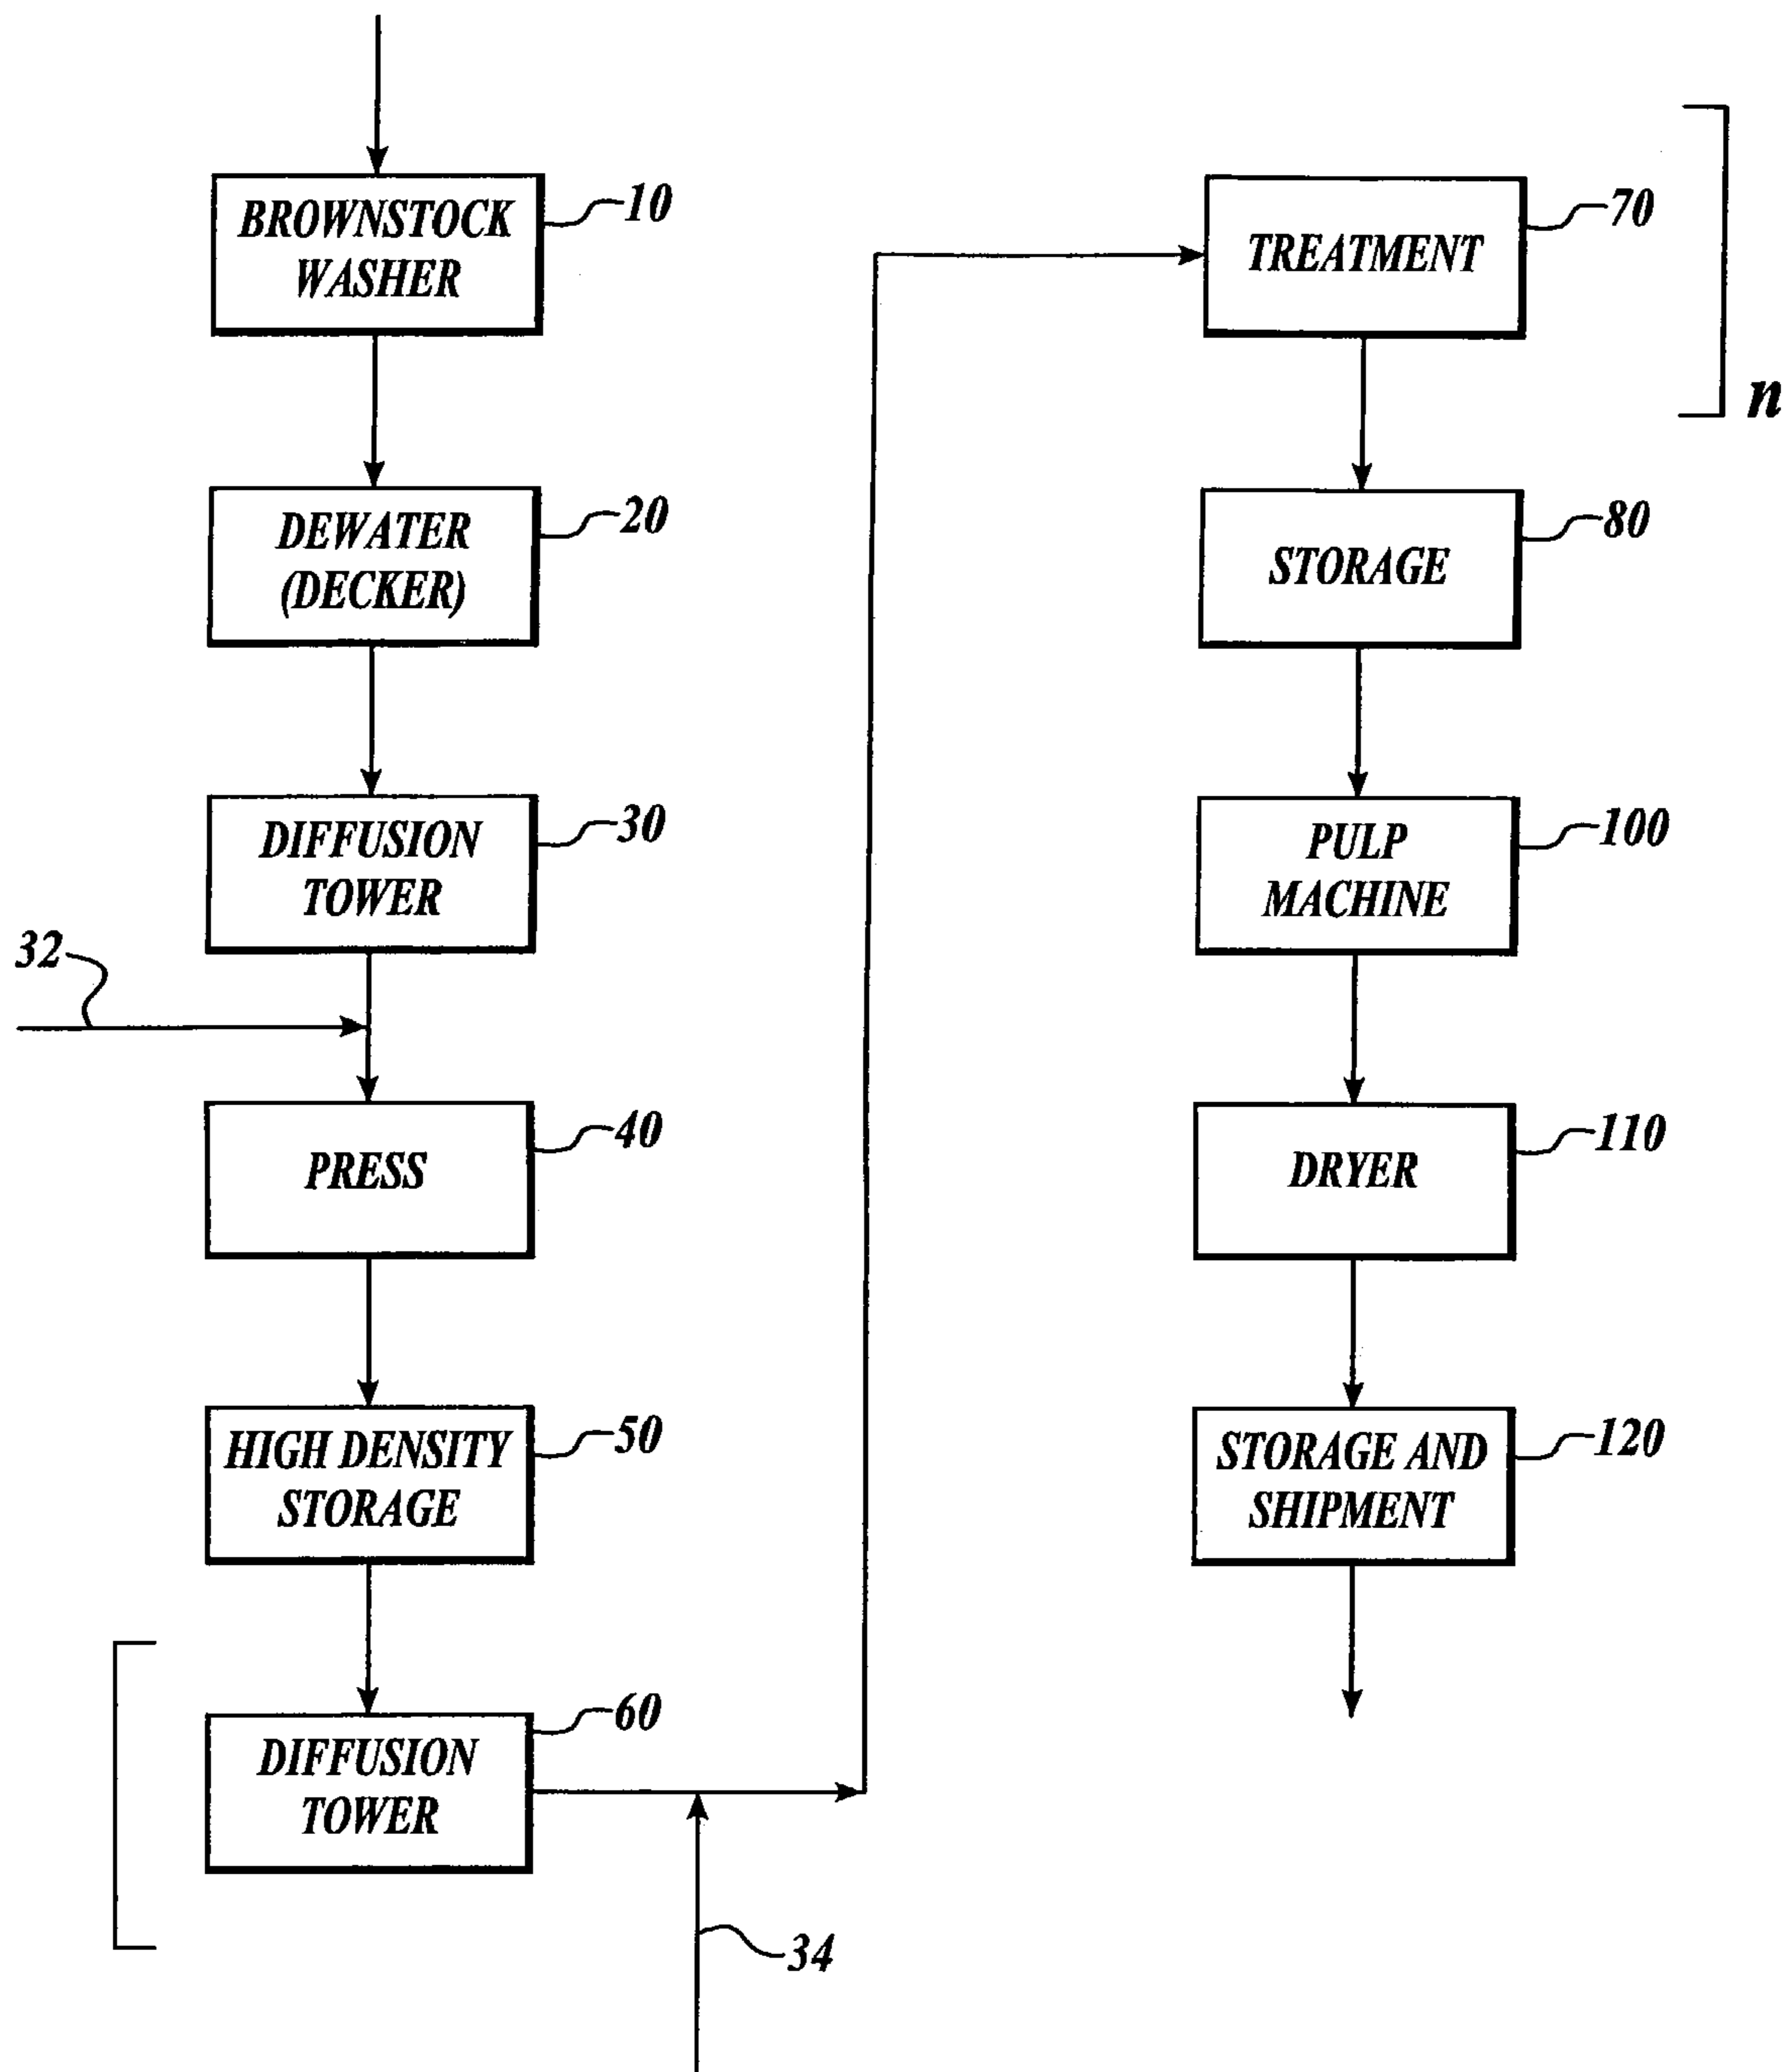 BROWNSTOCK
WASHER
10
DEWATER
(DECKER)
20
DIFFUSION
TOWER
30
32
PRESS
40
HIGH DENSITY
STORAGE
50
DIFFUSION
TOWER
60
34
TREATMENT
70
n
STORAGE
80
PULP
MACHINE
100
DRYER
110
STORAGE AND
SHIPMENT
120